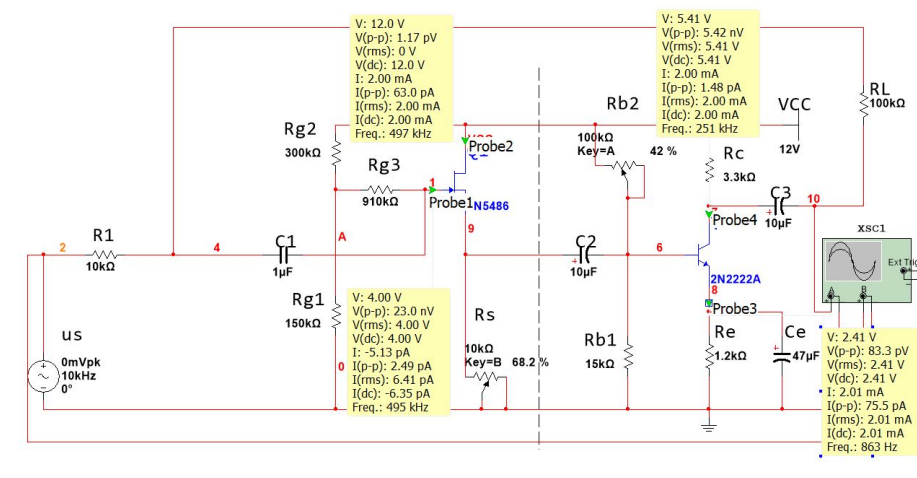 V: 12.0 V
V(p-p): 1.17 pV
V(rms): 0 V
V(dc): 12.0 V
I: 2.00 mA
I(p-p): 63.0 pA
I(rms): 2.00 mA
I(dc): 2.00 mA
Freq.: 497 kHz
V: 5.41 V
V(p-p): 5.42 nV
V(rms): 5.41 V
V(dc): 5.41 V
I: 2.00 mA
I(p-p): 1.48 pA
I(rms): 2.00 mA
I(dc): 2.00 mA
Freq.: 251 kHz
RL
100kΩ
Rb2
100kΩ
Key=A
42 %
VCC
12V
Rg2
300kΩ
Probe2
Rg3
910kΩ
1
Probe1
N5486
Rc
3.3kΩ
C3
10µF
10
Probe4
XSC1
Ext Trig
A
B
2
R1
10kΩ
4
C1
1µF
A
9
C2
10µF
6
2N2222A
8
Probe3
Rg1
150kΩ
0
V: 4.00 V
V(p-p): 23.0 nV
V(rms): 4.00 V
V(dc): 4.00 V
I: -5.13 pA
I(p-p): 2.49 pA
I(rms): 6.41 pA
I(dc): -6.35 pA
Freq.: 495 kHz
Rs
10kΩ
Key=B
68.2 %
Rb1
15kΩ
Re
1.2kΩ
Ce
47µF
V: 2.41 V
V(p-p): 83.3 pV
V(rms): 2.41 V
V(dc): 2.41 V
I: 2.01 mA
I(p-p): 75.5 pA
I(rms): 2.01 mA
I(dc): 2.01 mA
Freq.: 863 Hz
us
0mVpk
10kHz
0°